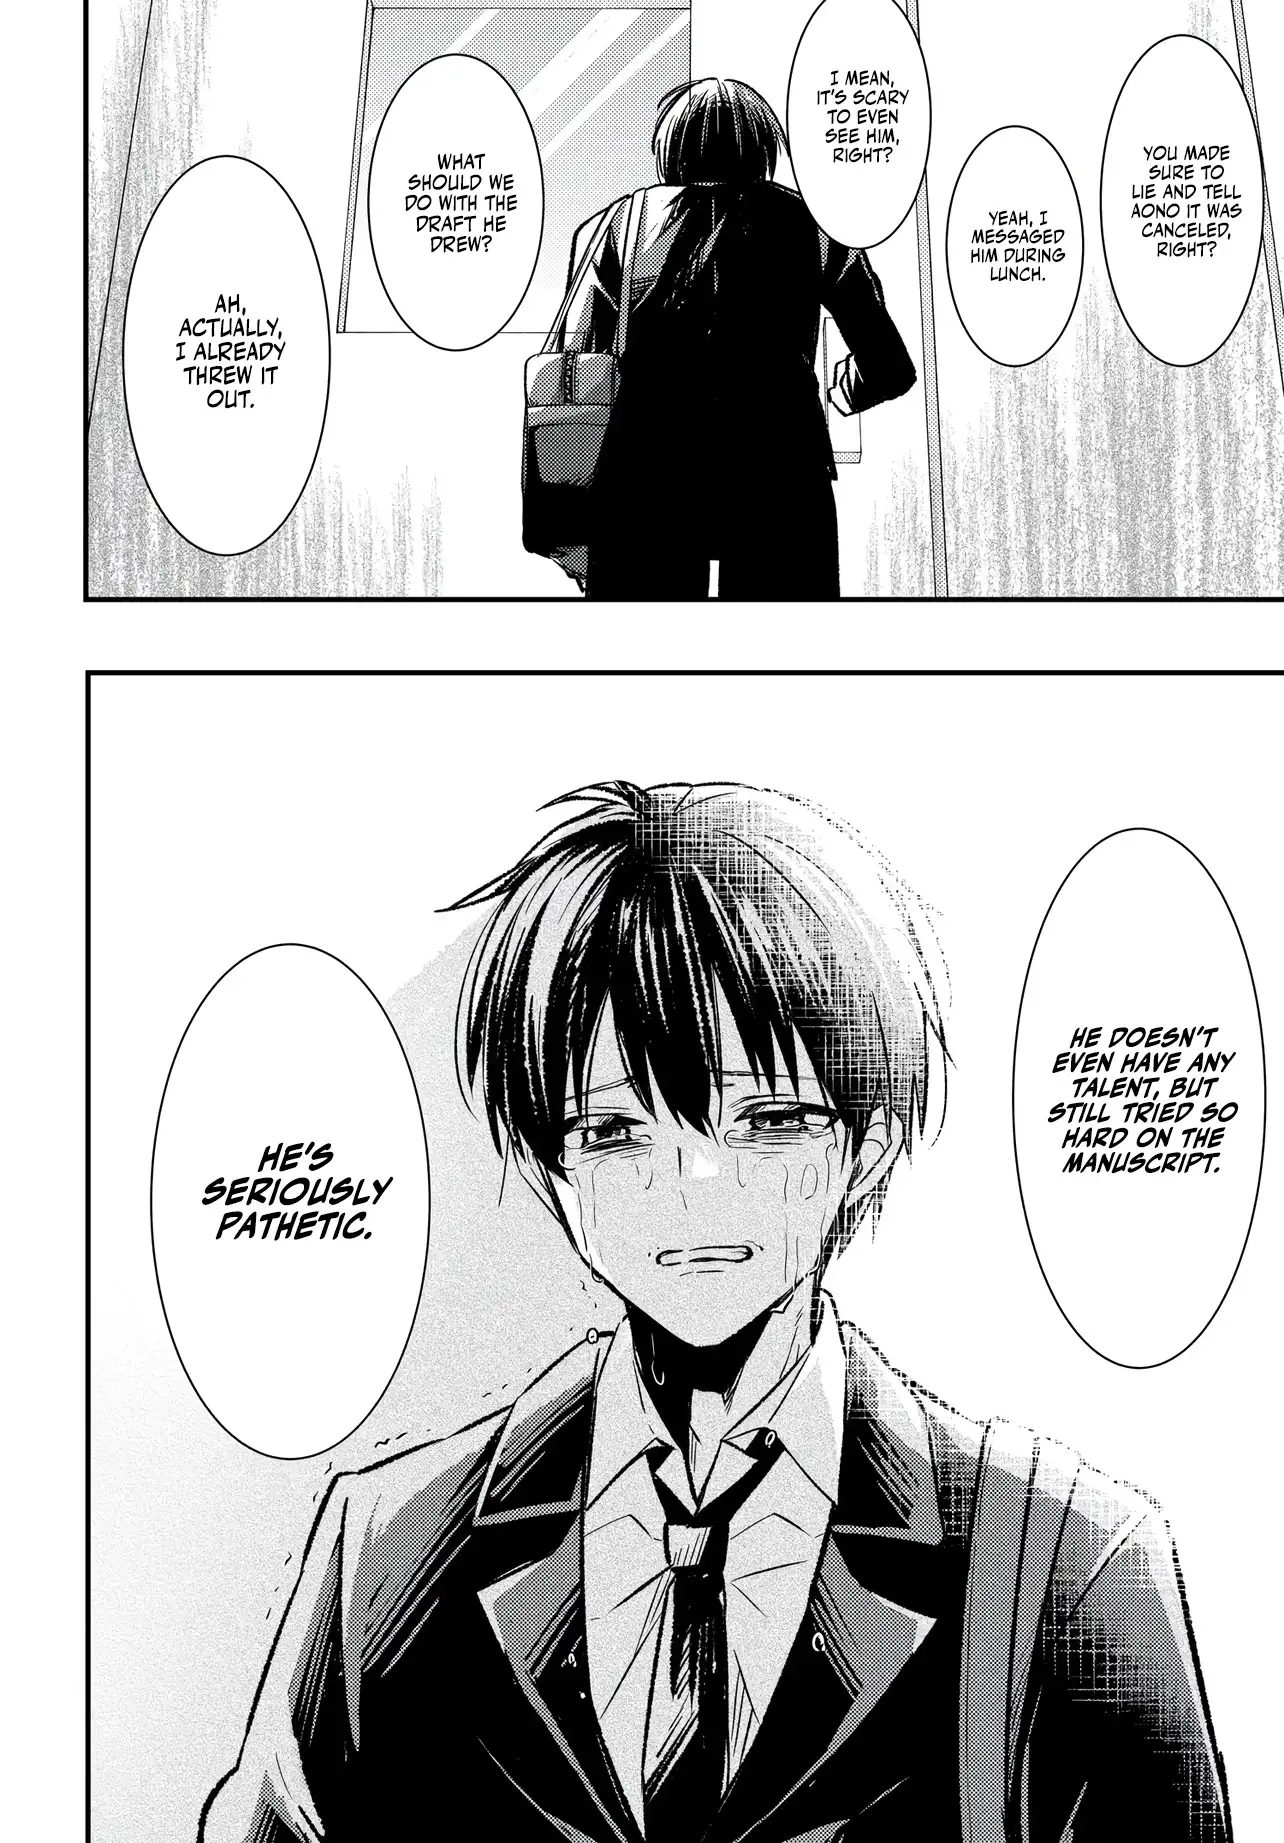 YOU MADE
SURE TO
LIE AND TELL
AONO IT WAS
CANCELED,
RIGHT?
YEAH, I
MESSAGED
HIM DURING
LUNCH.
I MEAN,
IT'S SCARY
TO EVEN
SEE HIM,
RIGHT?
WHAT
SHOULD WE
DO WITH THE
DRAFT HE
DREW?
AH,
ACTUALLY,
I ALREADY
THREW IT
OUT.
HE DOESN'T
EVEN HAVE ANY
TALENT, BUT
STILL TRIED SO
HARD ON THE
MANUSCRIPT.
HE'S
SERIOUSLY
PATHETIC.